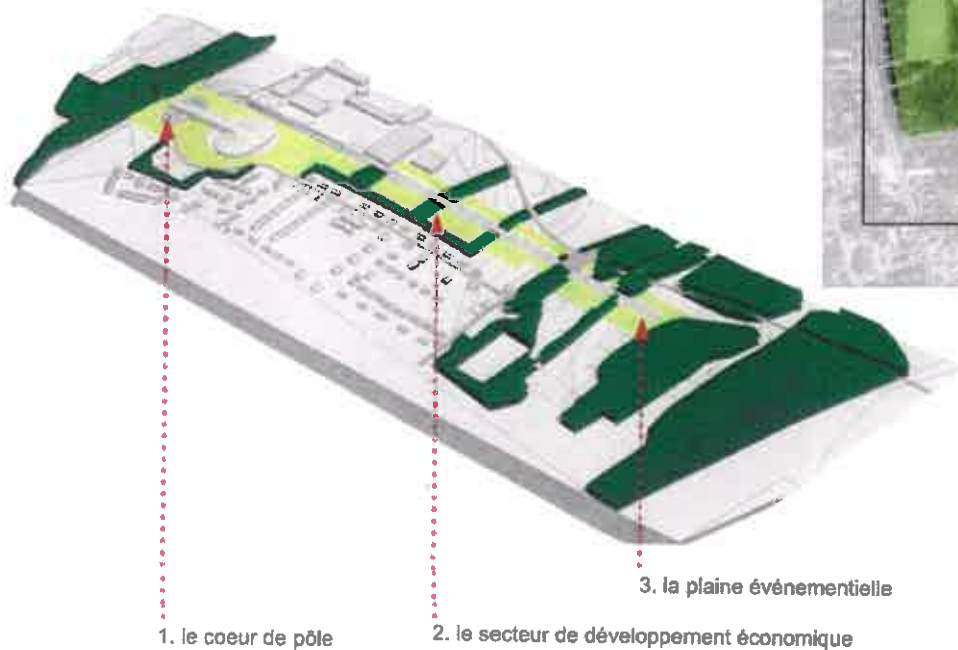 3. la plaine événementielle
1. le coeur de pôle
2. le secteur de développement économique